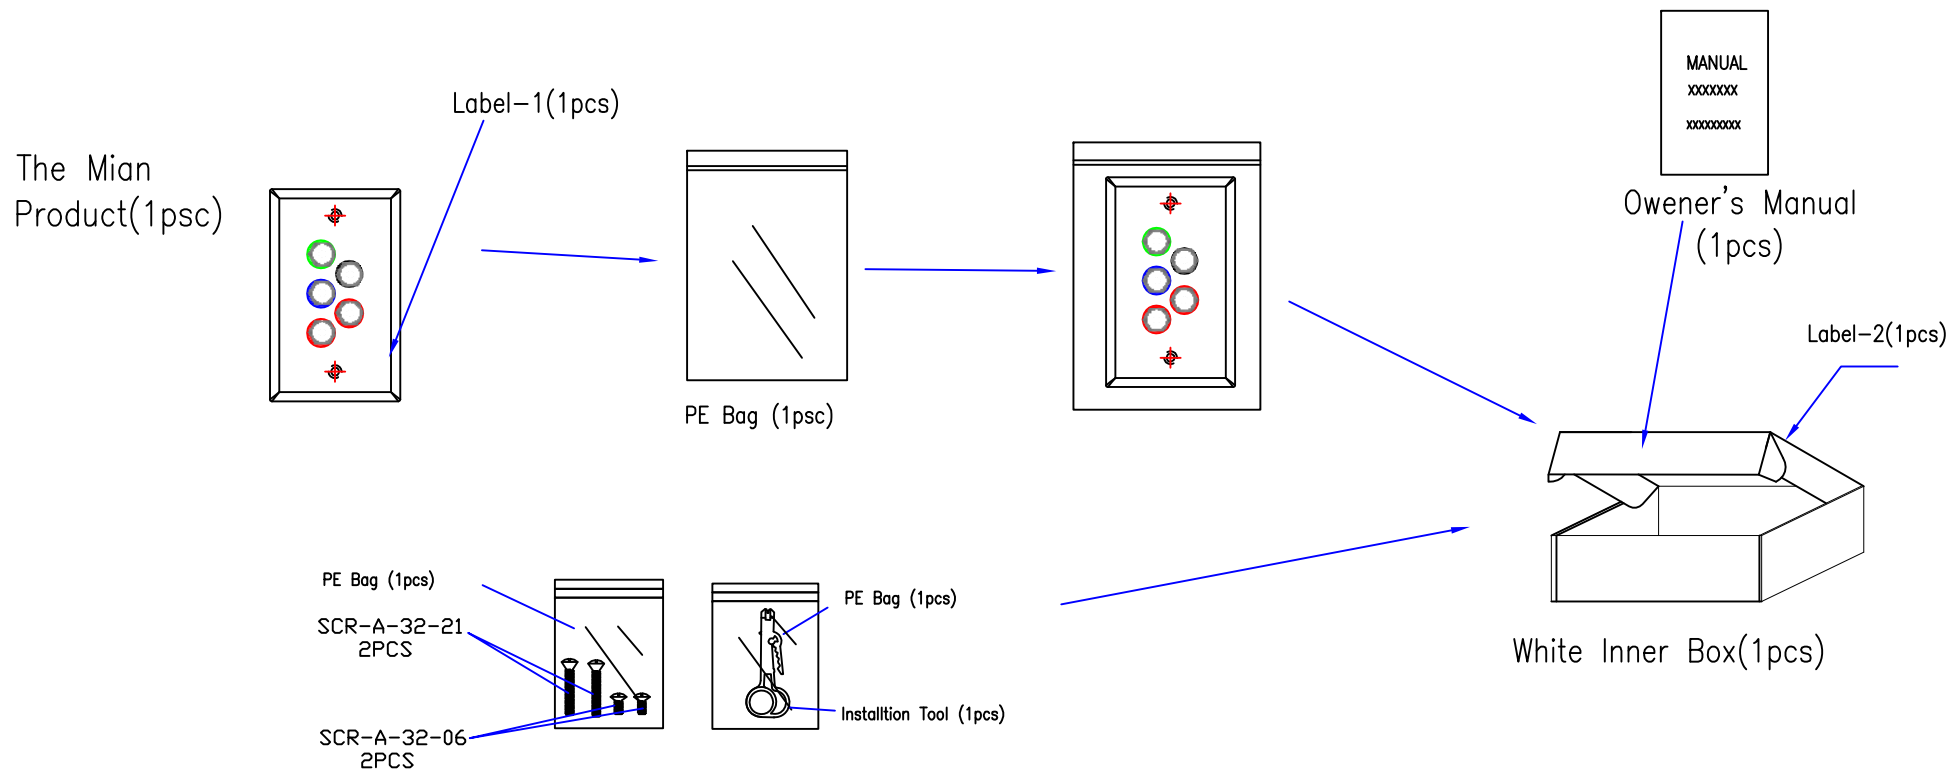 MANUAL
XXXXXXX
XXXXXXXXX
Label-1(1pcs)
The Mian
Product(1psc)
Owener's Manual
(1pcs)
Label-2(1pcs)
PE Bag (1psc)
PE Bag (1pcs)
SCR-A-32-21
2PCS
PE Bag (1pcs)
White Inner Box(1pcs)
Installtion Tool (1pcs)
SCR-A-32-06
2PCS